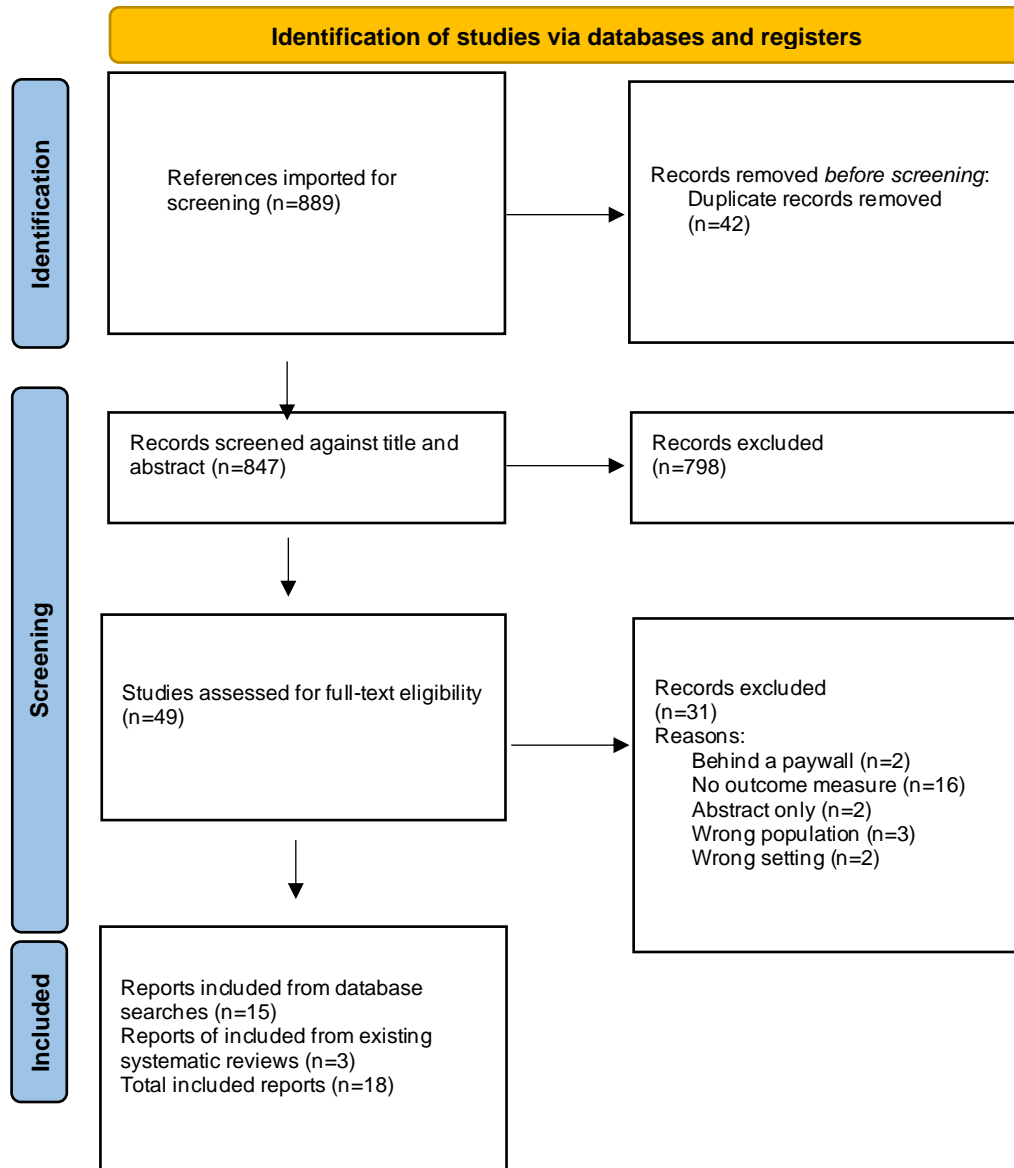 Identification of studies via databases and registers
Identification
References imported for
screening (n=889)
Records removed before screening:
Duplicate records removed
(n=42)
Screening
Records screened against title and
abstract (n=847)
Records excluded
(n=798)
Studies assessed for full-text eligibility
(n=49)
Records excluded
(n=31)
Reasons:
Behind a paywall (n=2)
No outcome measure (n=16)
Abstract only (n=2)
Wrong population (n=3)
Wrong setting (n=2)
Included
Reports included from database
searches (n=15)
Reports of included from existing
systematic reviews (n=3)
Total included reports (n=18)